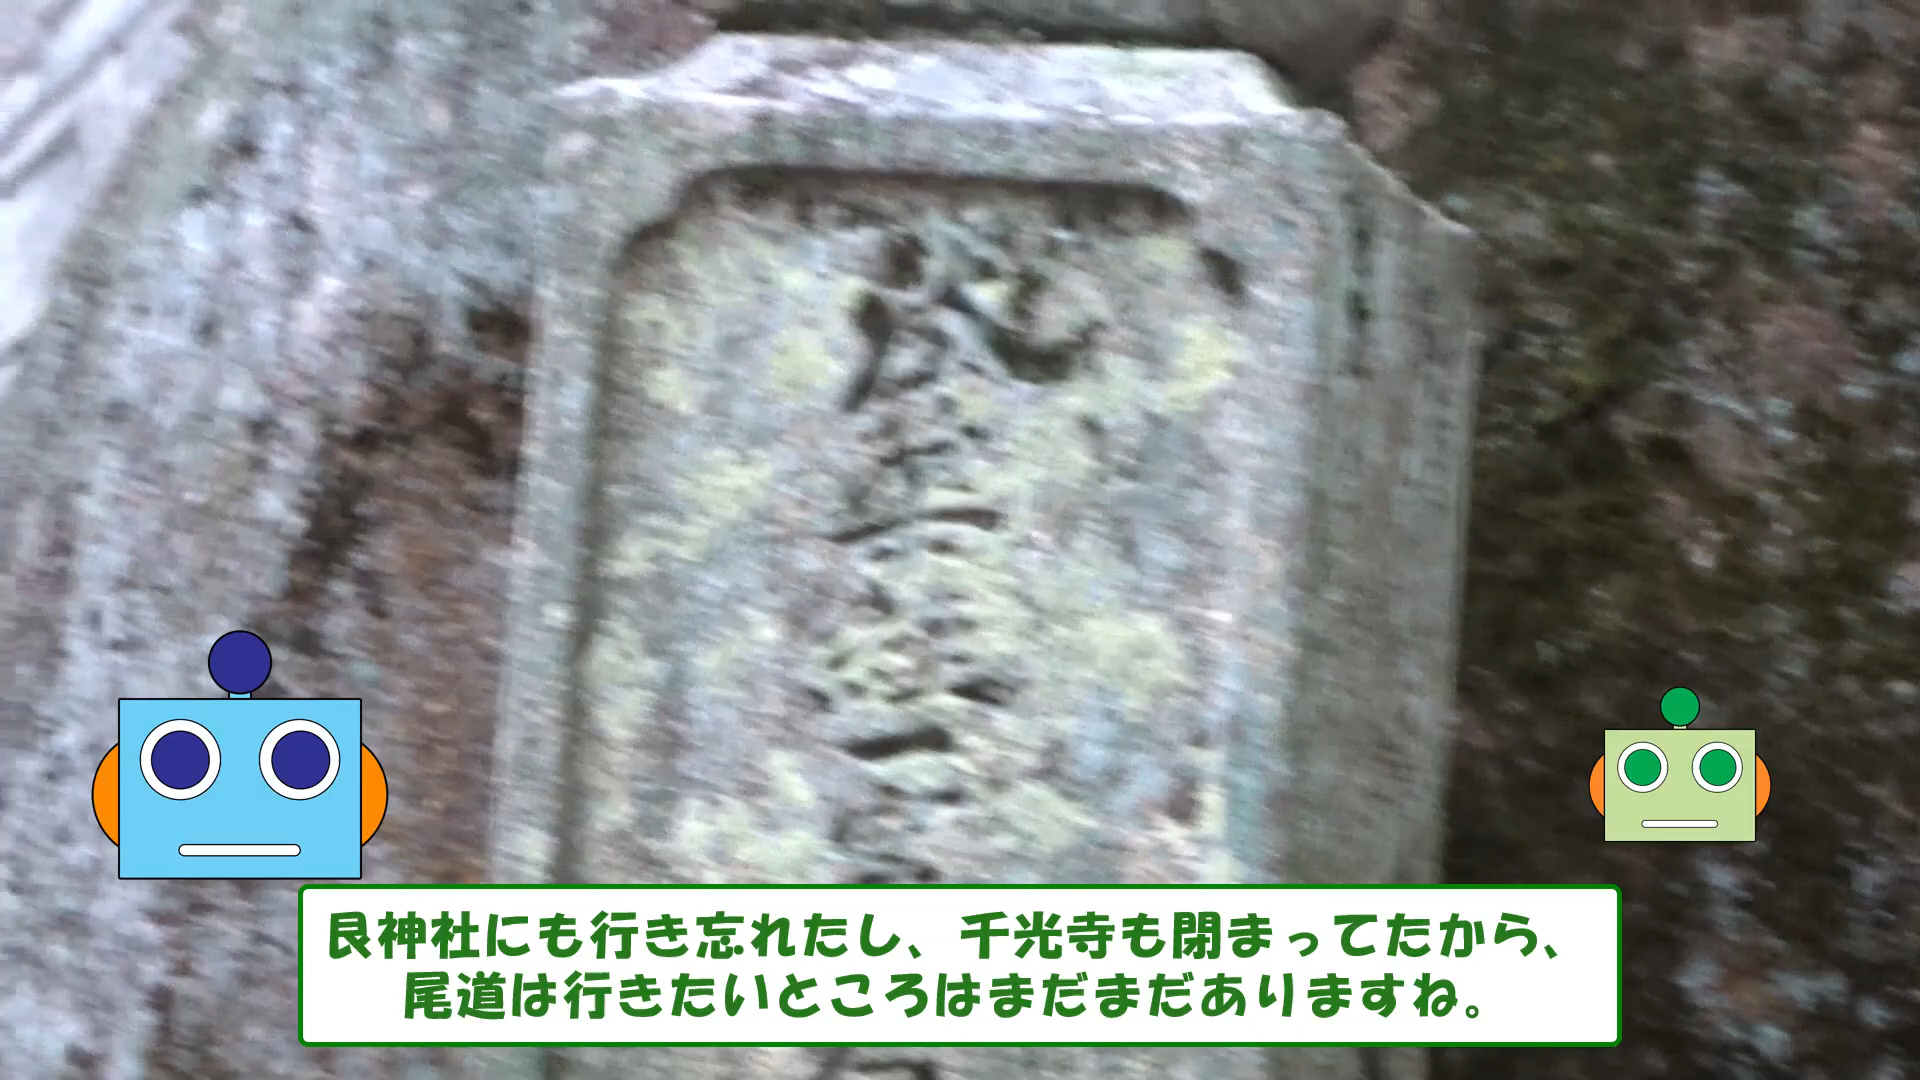 艮神社にも行き忘れたし、千光寺も閉まってたから、
尾道は行きたいところはまだまだありますね。